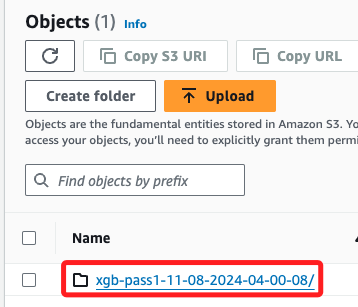 Objects (1) Info
Copy S3 URI Copy URL
Create folder Upload
Objects are the fundamental entities stored in Amazon S3. Yo
access your objects, you'll need to explicitly grant them permi
Find objects by prefix
Name
xgb-pass1-11-08-2024-04-00-08/